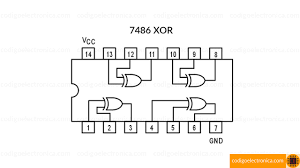 7486 XOR
Vcc
14 13 12 11 10 9 8
1 2 3 4 5 6 7
GND
codigoelectronica.com